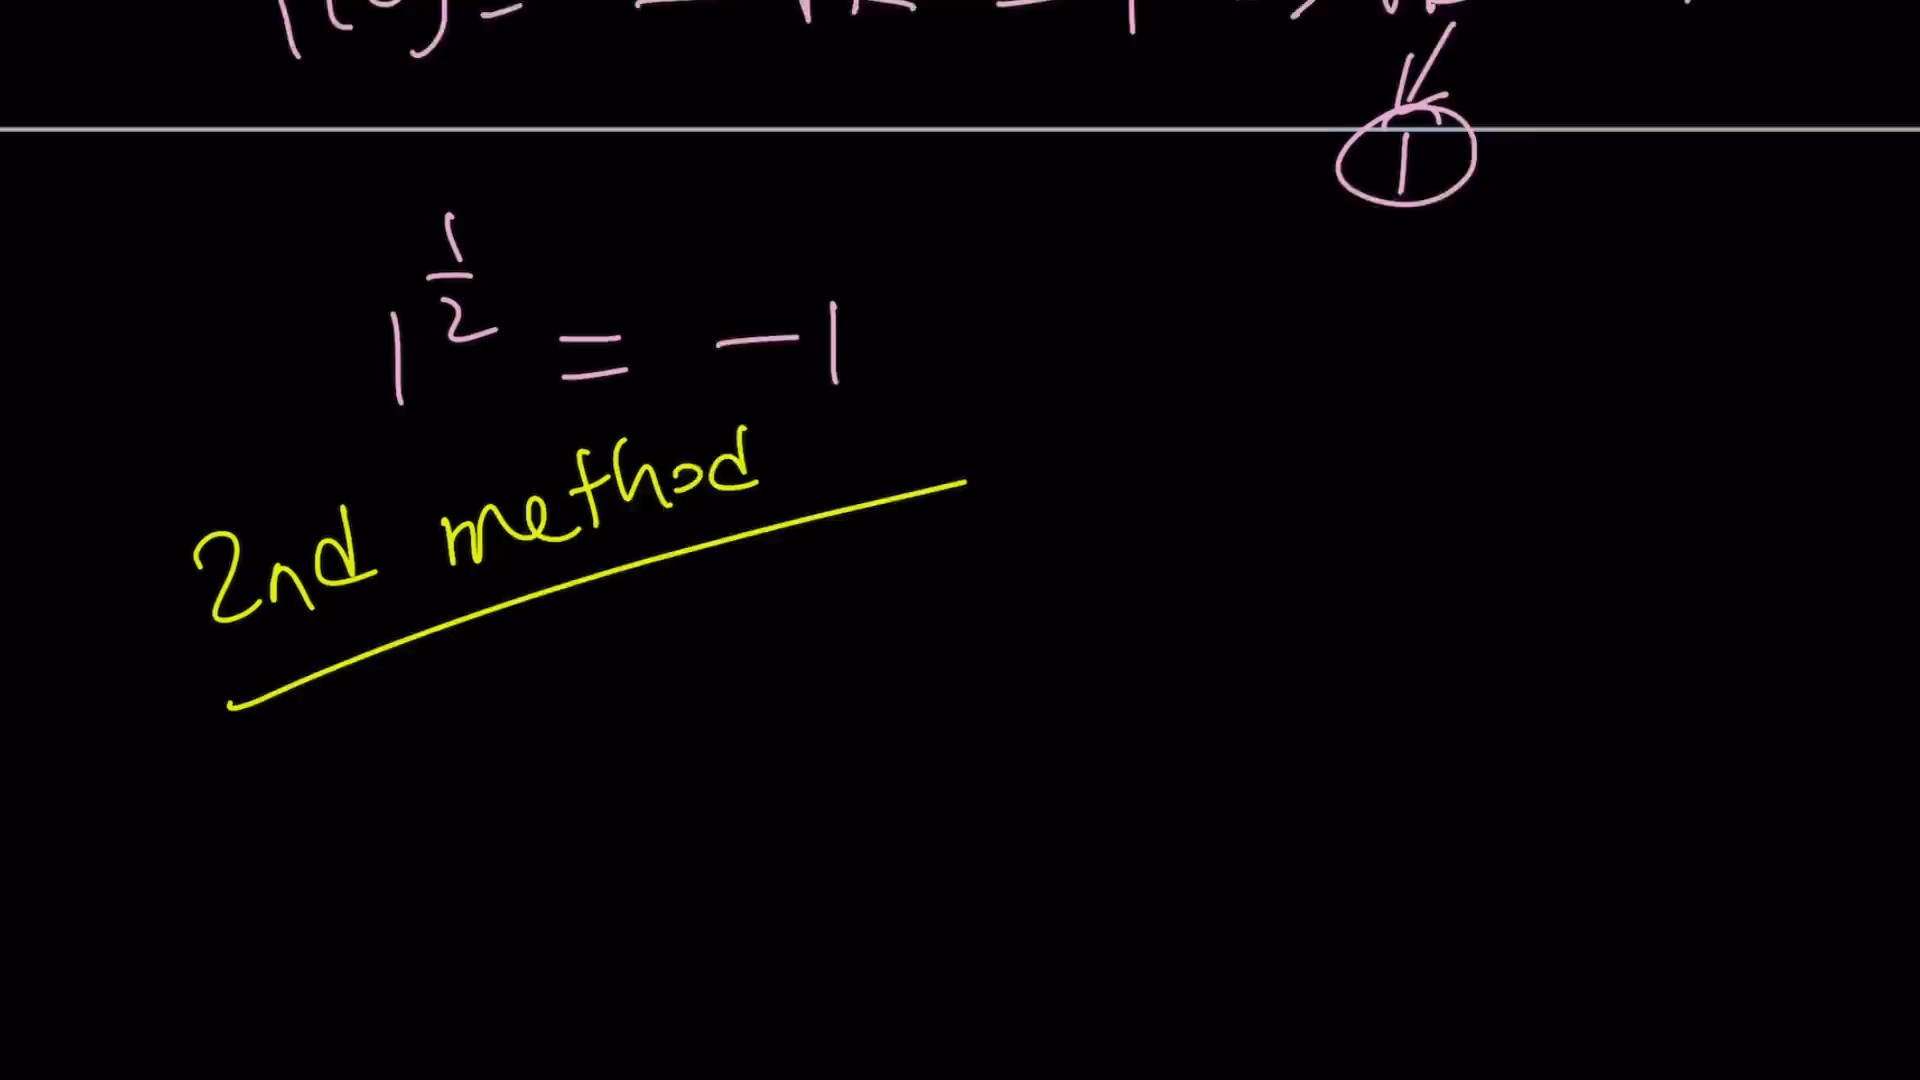 1
1^{1/2} = -1
2nd method